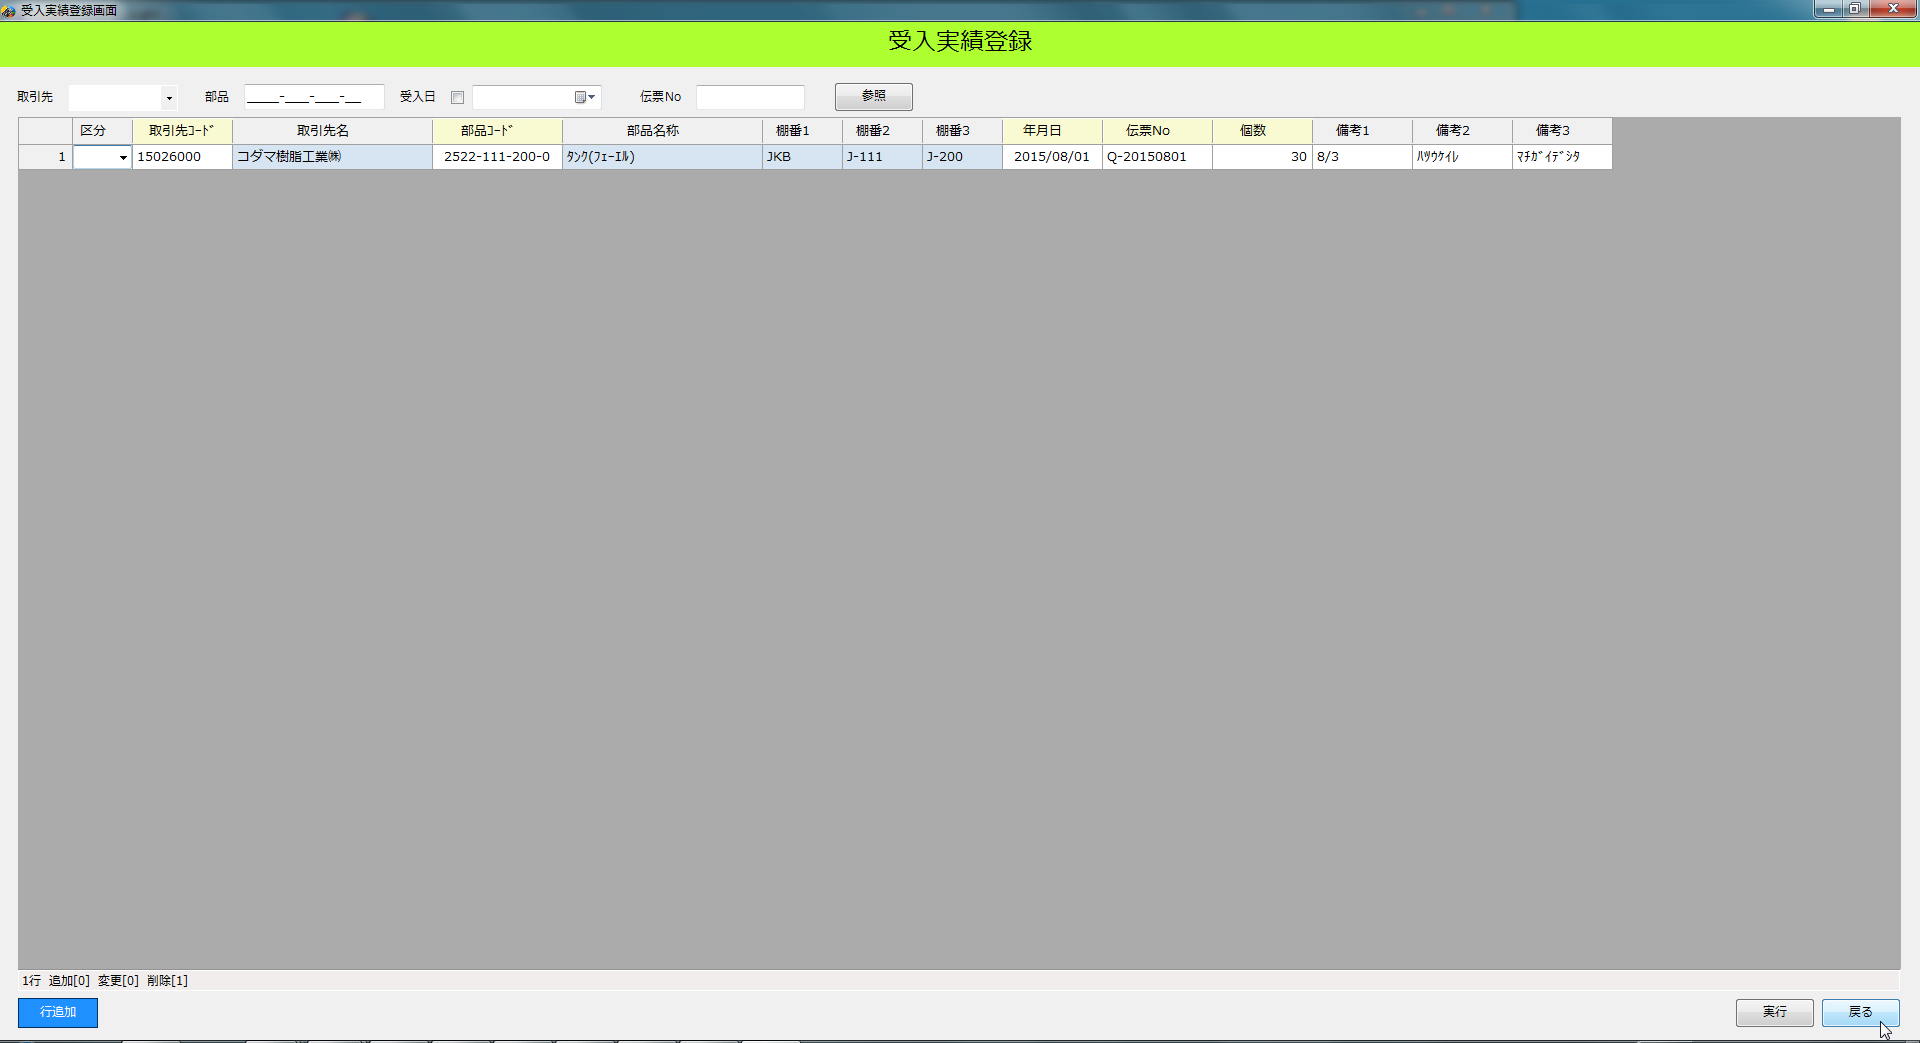 受入実績登録画面
受入実績登録
取引先 部品 ____-___-___-__ 受入日 伝票No 参照
区分 取引先ｺｰﾄﾞ 取引先名 部品ｺｰﾄﾞ 部品名称 棚番1 棚番2 棚番3 年月日 伝票No 個数 備考1 備考2 備考3
1 15026000 コダマ樹脂工業㈱ 2522-111-200-0 ﾀﾝｸ(ﾌｭｰｴﾙ) JKB J-111 J-200 2015/08/01 Q-20150801 30 8/3 ﾊﾂｳｹｲﾚ ﾏﾁｶﾞｲﾃﾞｼﾀ
1行 追加[0] 変更[0] 削除[1]
行追加 実行 戻る